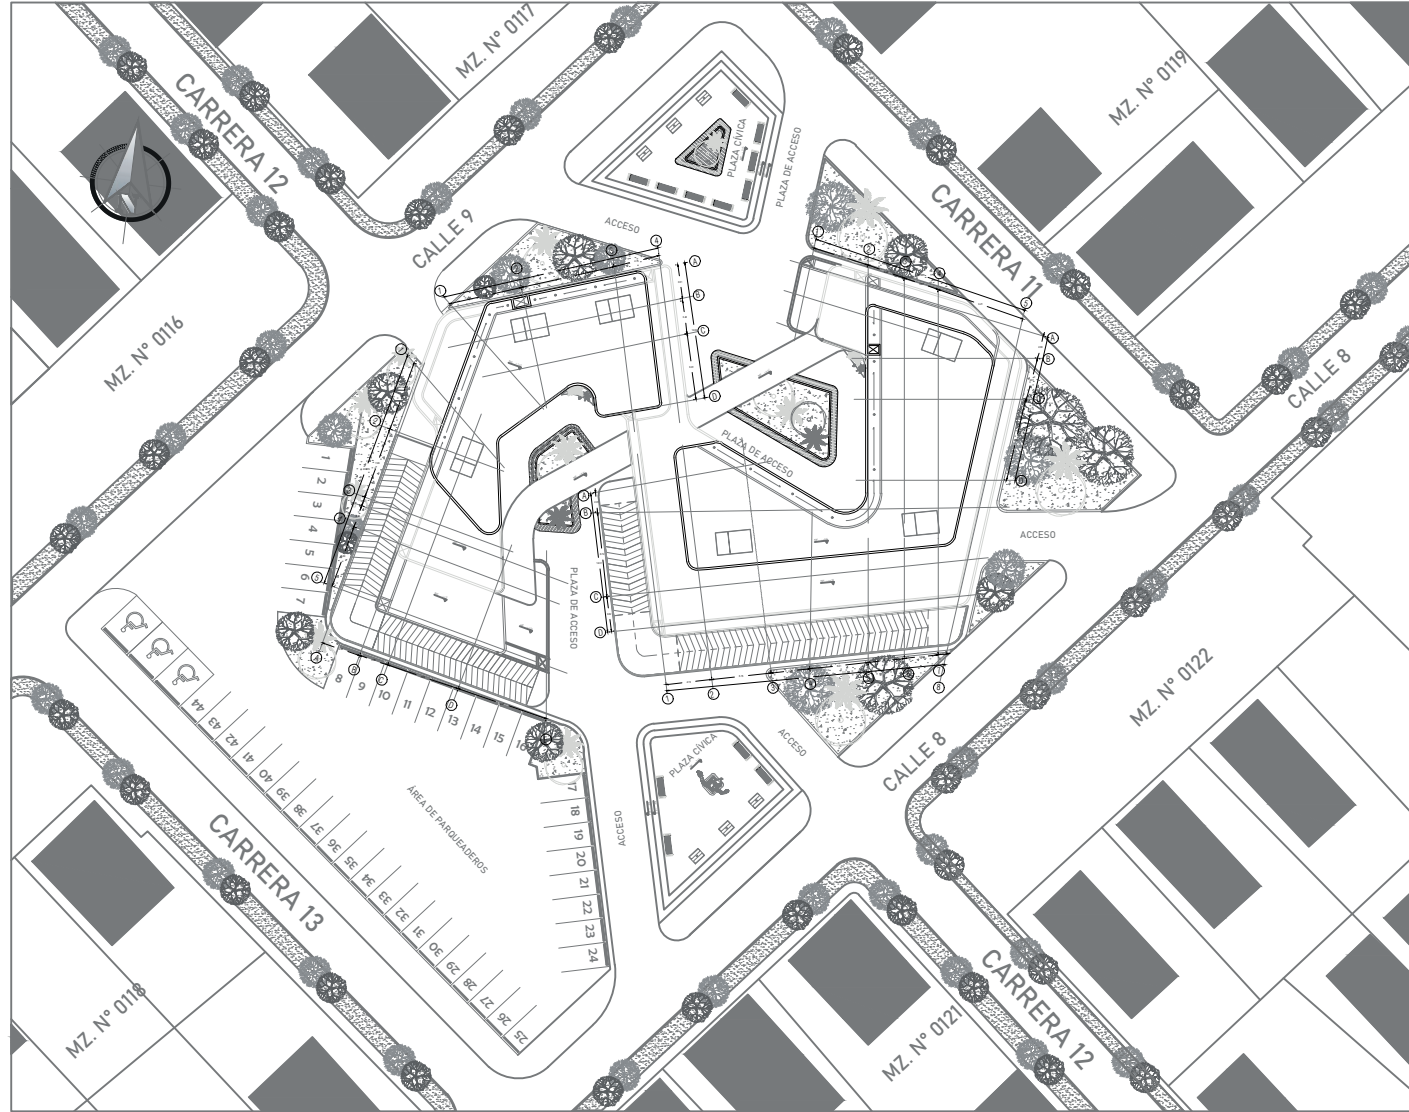 CARRERA 12
MZ. N° 0117
MZ. N° 0119
CALLE 9
PLAZA CÍVICA
PLAZA DE ACCESO
ACCESO
CARRERA 11
MZ. N° 0116
CALLE 8
PLAZA DE ACCESO
ACCESO
PLAZA DE ACCESO
1
2
3
4
5
6
7
8
9
10
11
12
13
14
15
16
17
18
19
20
21
22
23
24
25
26
27
28
29
30
31
32
33
34
35
36
37
38
39
40
41
42
43
44
ÁREA DE PARQUEADEROS
ACCESO
PLAZA CÍVICA
ACCESO
CALLE 8
MZ. N° 0122
CARRERA 13
MZ. N° 0118
MZ. N° 0121
CARRERA 12